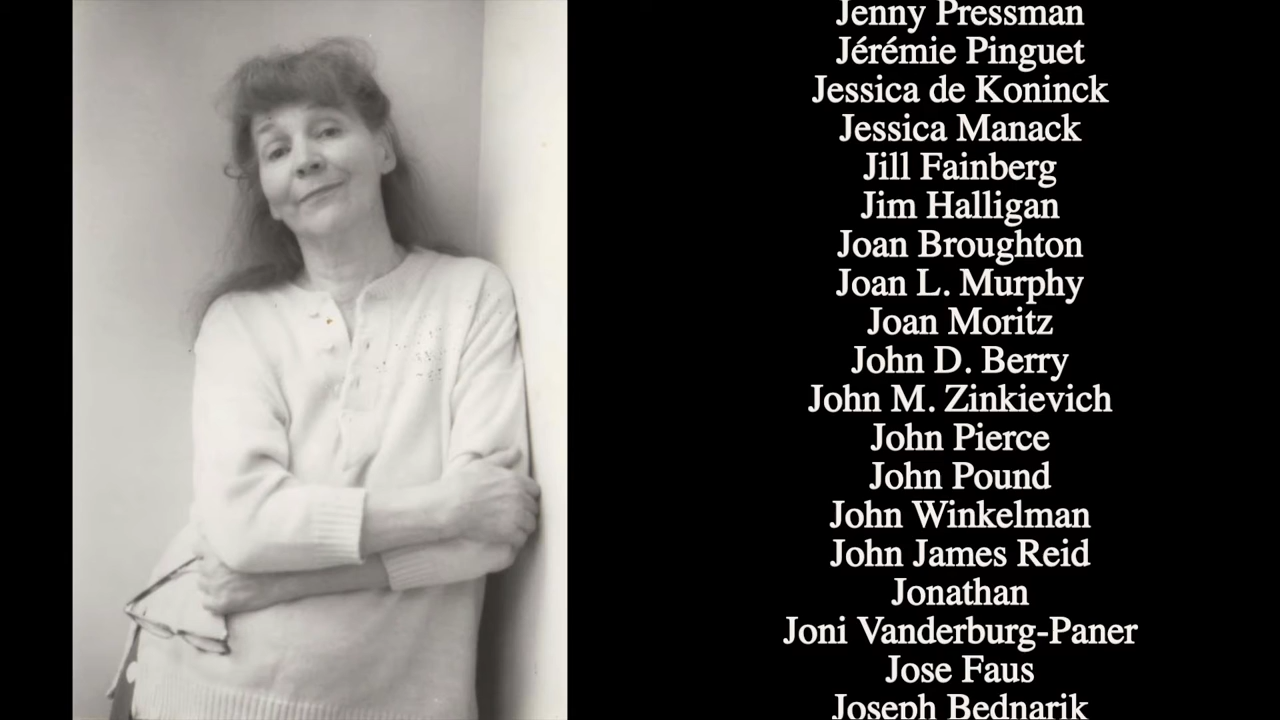 Jenny Pressman
Jérémie Pinguet
Jessica de Koninck
Jessica Manack
Jill Fainberg
Jim Halligan
Joan Broughton
Joan L. Murphy
Joan Moritz
John D. Berry
John M. Zinkievich
John Pierce
John Pound
John Winkelman
John James Reid
Jonathan
Joni Vanderburg-Paner
Jose Faus
Joseph Bednarik